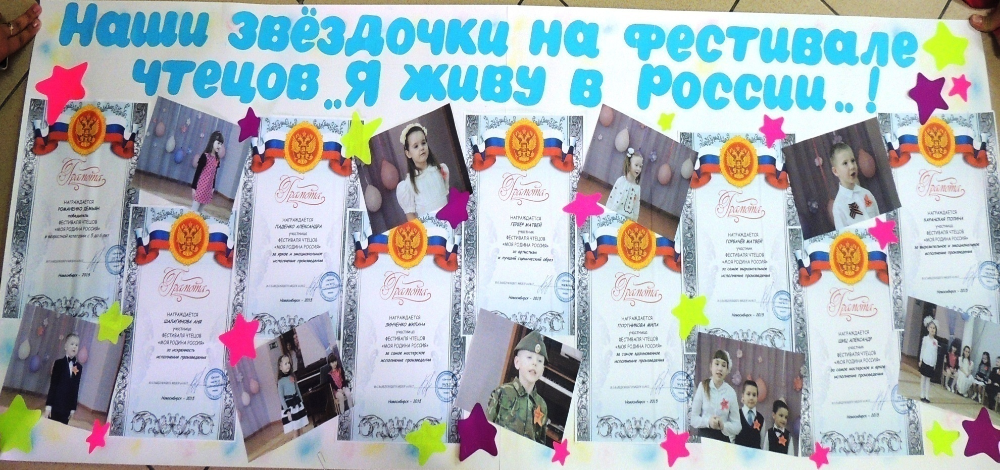 Наши звёздочки на фестивале
чтецов „Я живу в России..!
Грамота
НАГРАЖДАЕТСЯ
РОМАНЕНКО ДЕМЬЯН
победитель
ФЕСТИВАЛЯ ЧТЕЦОВ
«МОЯ РОДИНА РОССИЯ»
в возрастной категории с 5 до 6 лет
Новосибирск - 2015
Грамота
НАГРАЖДАЕТСЯ
ШАЛАГИНОВА АНЯ
участница
ФЕСТИВАЛЯ ЧТЕЦОВ
«МОЯ РОДИНА РОССИЯ»
за искренность
исполнения произведения
Новосибирск - 2015
Грамота
НАГРАЖДАЕТСЯ
ПАДЕНКО АЛЕКСАНДРА
участница
ФЕСТИВАЛЯ ЧТЕЦОВ
«МОЯ РОДИНА РОССИЯ»
за яркое и эмоциональное
исполнение произведения
Новосибирск - 2015
Грамота
НАГРАЖДАЕТСЯ
ЗИНЧЕНКО МИЛАНА
участница
ФЕСТИВАЛЯ ЧТЕЦОВ
«МОЯ РОДИНА РОССИЯ»
за самое мастерское
исполнение произведения
Новосибирск - 2015
Грамота
НАГРАЖДАЕТСЯ
ГЕРБЕР МАТВЕЙ
участник
ФЕСТИВАЛЯ ЧТЕЦОВ
«МОЯ РОДИНА РОССИЯ»
за артистизм
и лучший сценический образ
Новосибирск - 2015
Грамота
НАГРАЖДАЕТСЯ
ПЛОТНИКОВА МИЛА
участница
ФЕСТИВАЛЯ ЧТЕЦОВ
«МОЯ РОДИНА РОССИЯ»
за самое вдохновенное
исполнение произведения
Новосибирск - 2015
Грамота
НАГРАЖДАЕТСЯ
ГОРБАЧЁВ МАТВЕЙ
участник
ФЕСТИВАЛЯ ЧТЕЦОВ
«МОЯ РОДИНА РОССИЯ»
за самое выразительное
исполнение произведения
Новосибирск - 2015
Грамота
НАГРАЖДАЕТСЯ
ШИЦ АЛЕКСАНДР
участник
ФЕСТИВАЛЯ ЧТЕЦОВ
«МОЯ РОДИНА РОССИЯ»
за самое мастерское и яркое
исполнение произведения
Новосибирск - 2015
Грамота
НАГРАЖДАЕТСЯ
КАРАНСКАЯ ПОЛИНА
участница
ФЕСТИВАЛЯ ЧТЕЦОВ
«МОЯ РОДИНА РОССИЯ»
за выразительное и эмоциональное
исполнение произведения
Новосибирск - 2015